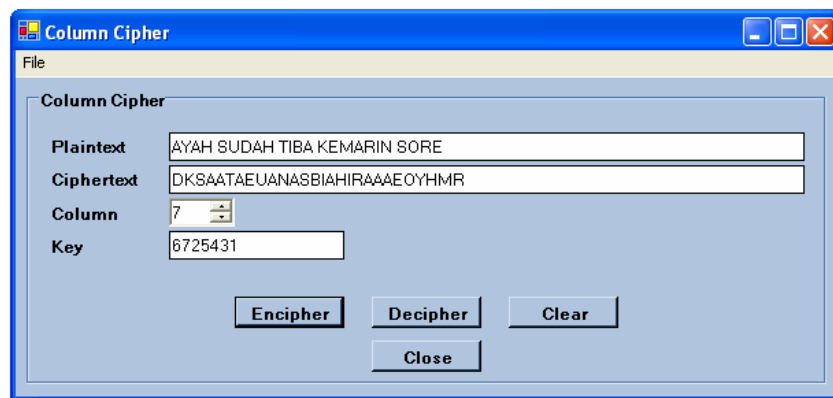 Column Cipher
File
Column Cipher
Plaintext AYAH SUDAH TIBA KEMARIN SORE
Ciphertext DKSAATAEUANASBIAHIRAAAEOYHMR
Column 7
Key 6725431
Encipher Decipher Clear
Close